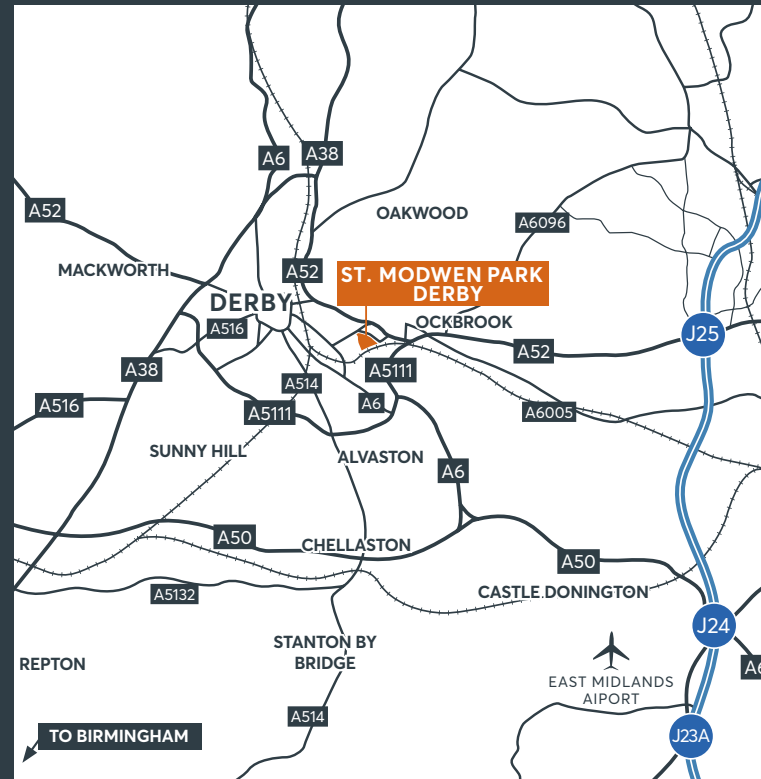 A6
A38
A52
OAKWOOD
A6096
MACKWORTH
A52
ST. MODWEN PARK
DERBY
DERBY
A516
OCKBROOK
J25
A52
A38
A5111
A514
A516
A5111
A6
A6005
SUNNY HILL
ALVASTON
A6
A50
CHELLASTON
A50
A5132
CASTLE DONINGTON
J24
STANTON BY
BRIDGE
REPTON
A6
EAST MIDLANDS
AIPORT
A514
TO BIRMINGHAM
J23A